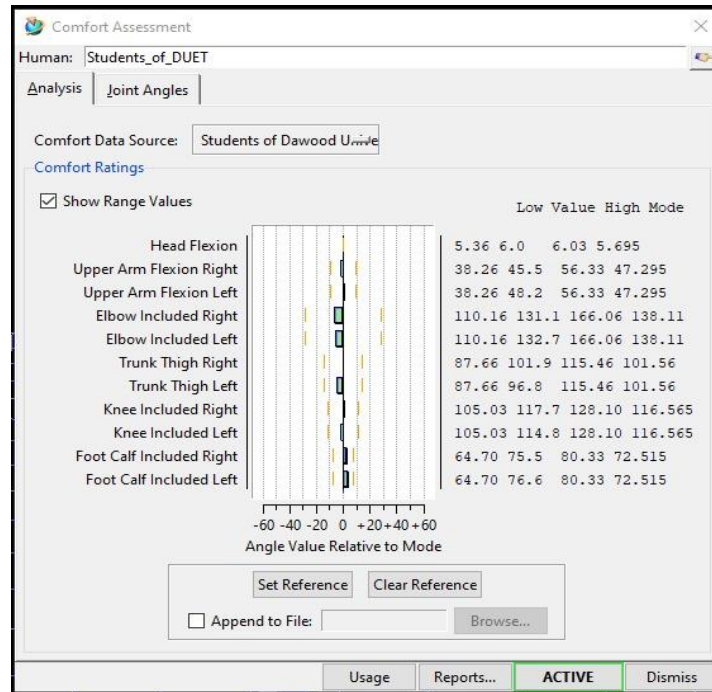 Comfort Assessment
Human: Students_of_DUET
Analysis Joint Angles
Comfort Data Source: Students of Dawood
Comfort Ratings
Show Range Values
Low Value High Mode
Head Flexion 5.36 6.0 6.03 5.695
Upper Arm Flexion Right 38.26 45.5 56.33 47.295
Upper Arm Flexion Left 38.26 48.2 56.33 47.295
Elbow Included Right 110.16 131.1 166.06 138.11
Elbow Included Left 110.16 132.7 166.06 138.11
Trunk Thigh Right 87.66 101.9 115.46 101.56
Trunk Thigh Left 87.66 96.8 115.46 101.56
Knee Included Right 105.03 117.7 128.10 116.565
Knee Included Left 105.03 114.8 128.10 116.565
Foot Calf Included Right 64.70 75.5 80.33 72.515
Foot Calf Included Left 64.70 76.6 80.33 72.515
-60 -40 -20 0 +20 +40 +60
Angle Value Relative to Mode
Set Reference Clear Reference
Append to File: Browse...
Usage Reports... ACTIVE Dismiss